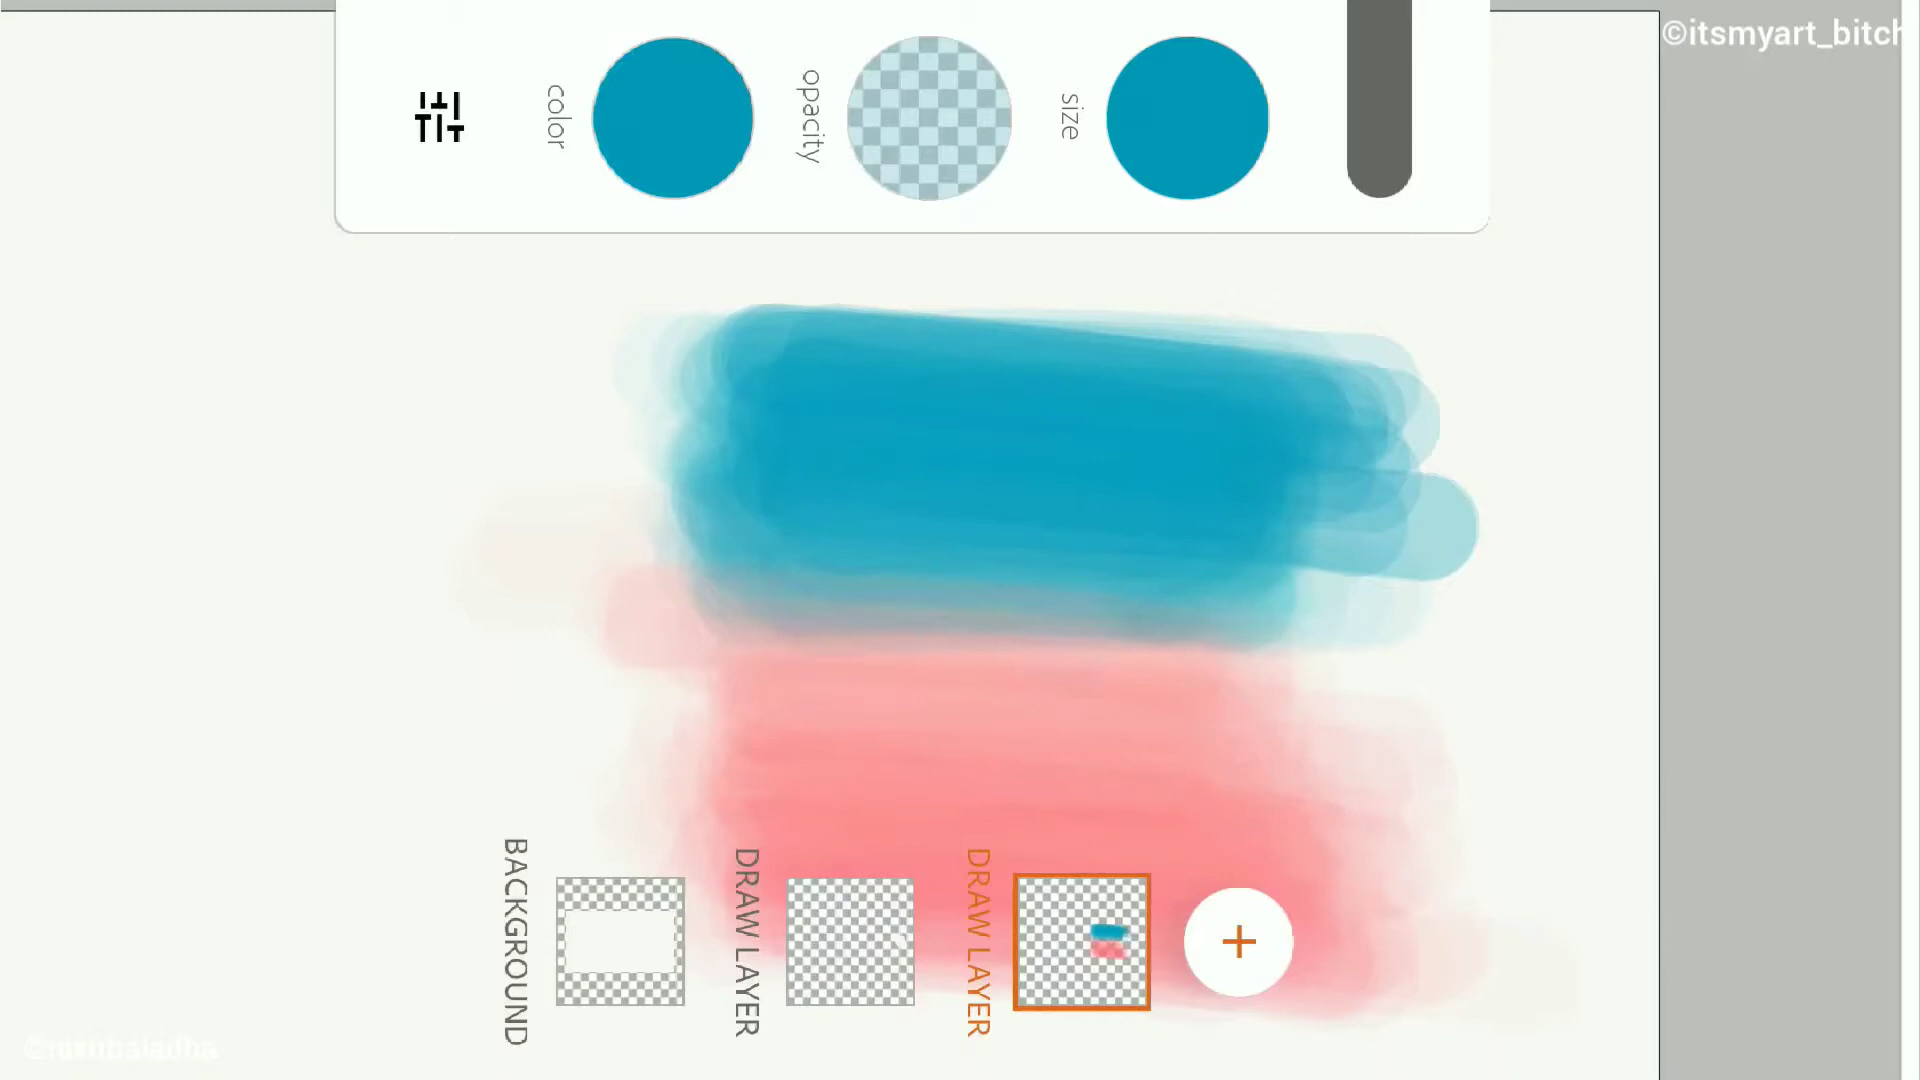 ©itsmyart_bitch
color
opacity
size
BACKGROUND
DRAW LAYER
DRAW LAYER